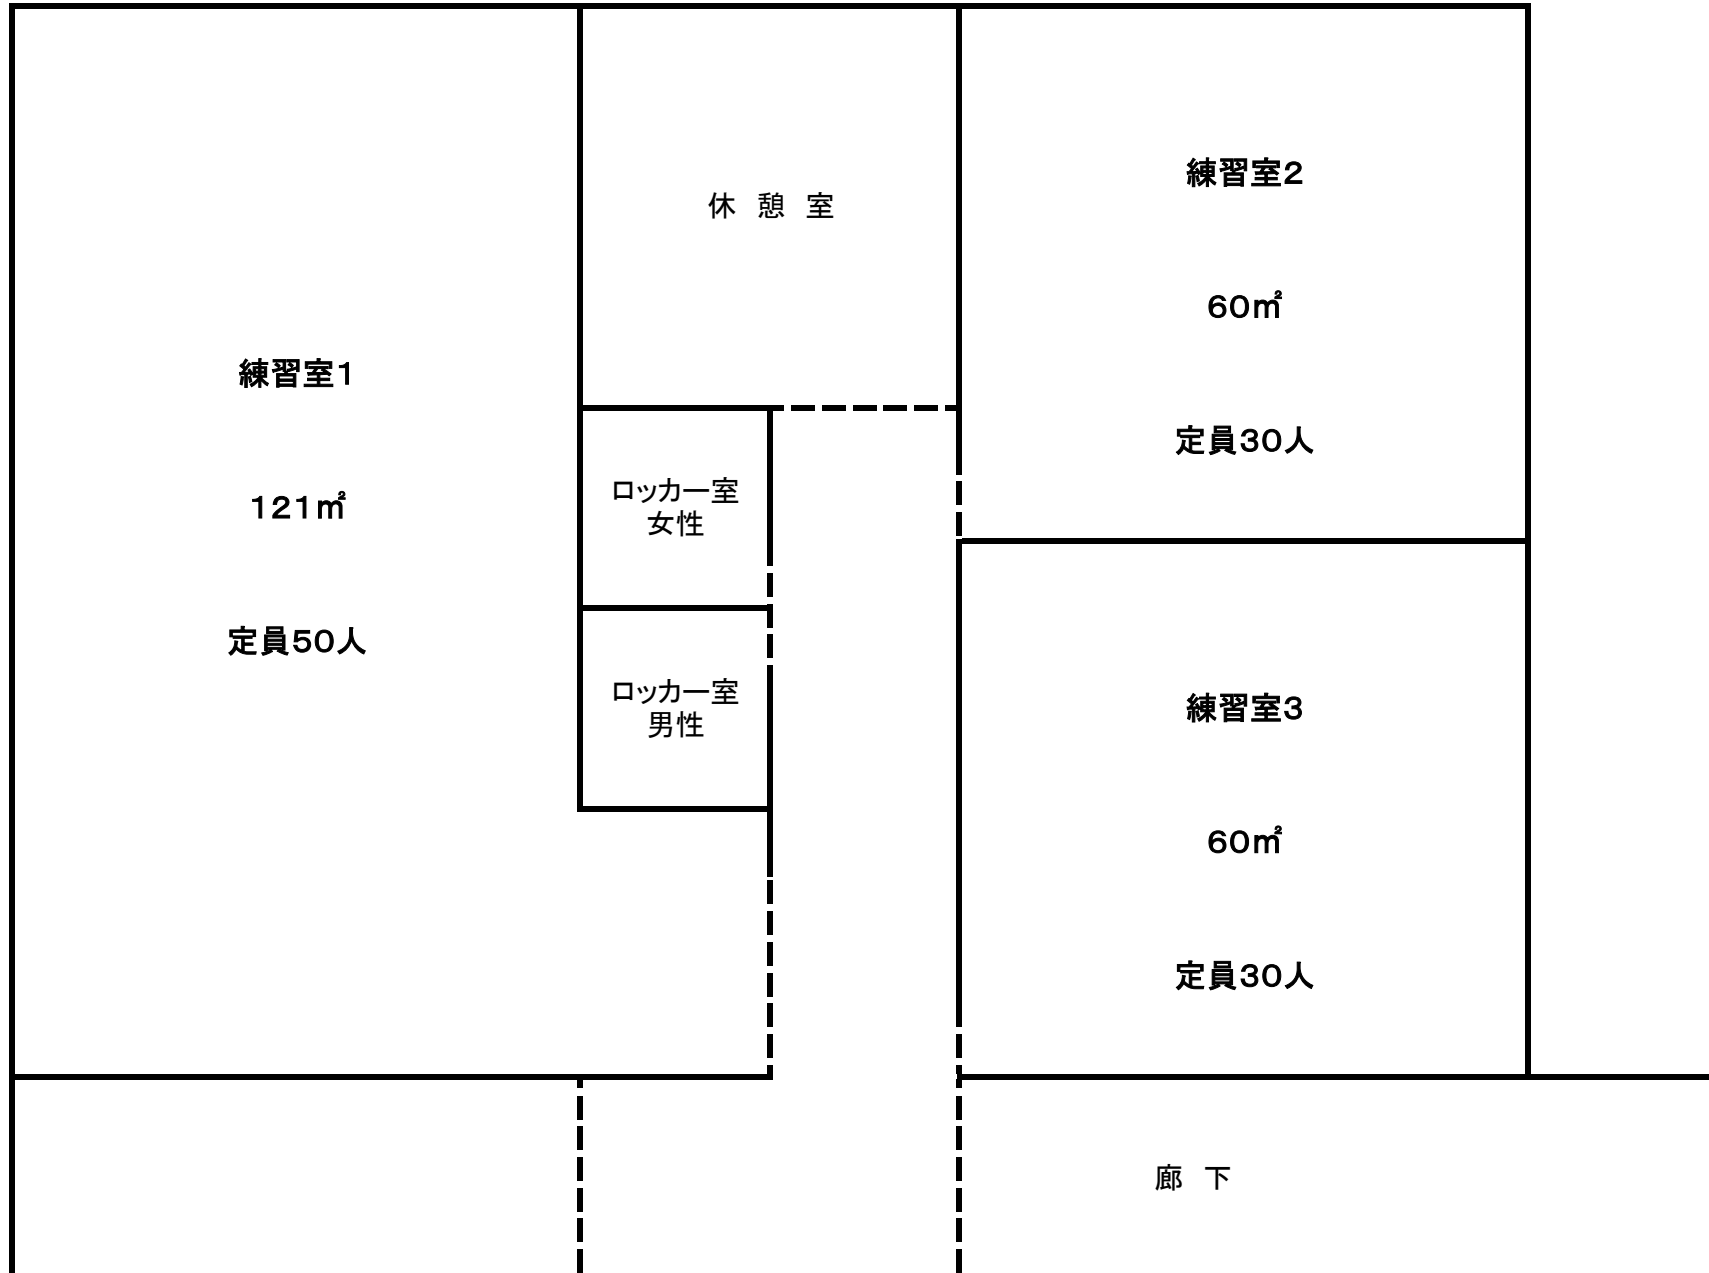 練習室1
121㎡
定員50人
休 憩 室
ロッカー室
女性
ロッカー室
男性
練習室2
60㎡
定員30人
練習室3
60㎡
定員30人
廊 下